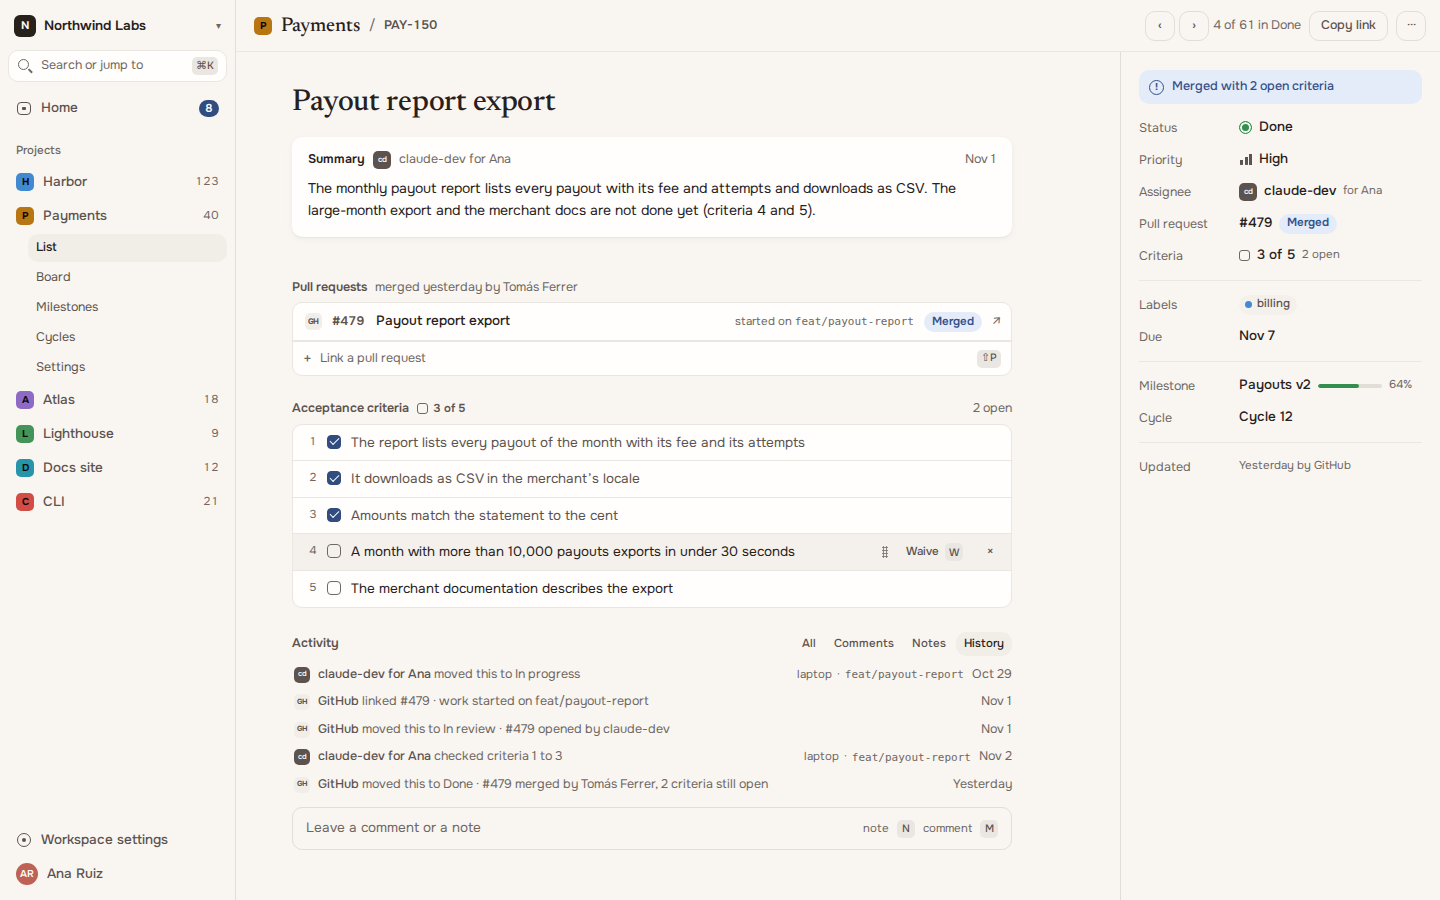 N Northwind Labs
Search or jump to ⌘K
Home 8
Projects
H Harbor 123
P Payments 40
List
Board
Milestones
Cycles
Settings
A Atlas 18
L Lighthouse 9
D Docs site 12
C CLI 21
Workspace settings
AR Ana Ruiz
P Payments / PAY-150
4 of 61 in Done Copy link
Payout report export
Summary cd claude-dev for Ana Nov 1
The monthly payout report lists every payout with its fee and attempts and downloads as CSV. The
large-month export and the merchant docs are not done yet (criteria 4 and 5).
Pull requests merged yesterday by Tomás Ferrer
GH #479 Payout report export started on feat/payout-report Merged
+ Link a pull request ⇧P
Acceptance criteria 3 of 5 2 open
1 The report lists every payout of the month with its fee and its attempts
2 It downloads as CSV in the merchant's locale
3 Amounts match the statement to the cent
4 A month with more than 10,000 payouts exports in under 30 seconds Waive W ×
5 The merchant documentation describes the export
Activity All Comments Notes History
cd claude-dev for Ana moved this to In progress laptop · feat/payout-report Oct 29
GH GitHub linked #479 · work started on feat/payout-report Nov 1
GH GitHub moved this to In review · #479 opened by claude-dev Nov 1
cd claude-dev for Ana checked criteria 1 to 3 laptop · feat/payout-report Nov 2
GH GitHub moved this to Done · #479 merged by Tomás Ferrer, 2 criteria still open Yesterday
Leave a comment or a note note N comment M
Merged with 2 open criteria
Status Done
Priority High
Assignee cd claude-dev for Ana
Pull request #479 Merged
Criteria 3 of 5 2 open
Labels billing
Due Nov 7
Milestone Payouts v2 64%
Cycle Cycle 12
Updated Yesterday by GitHub